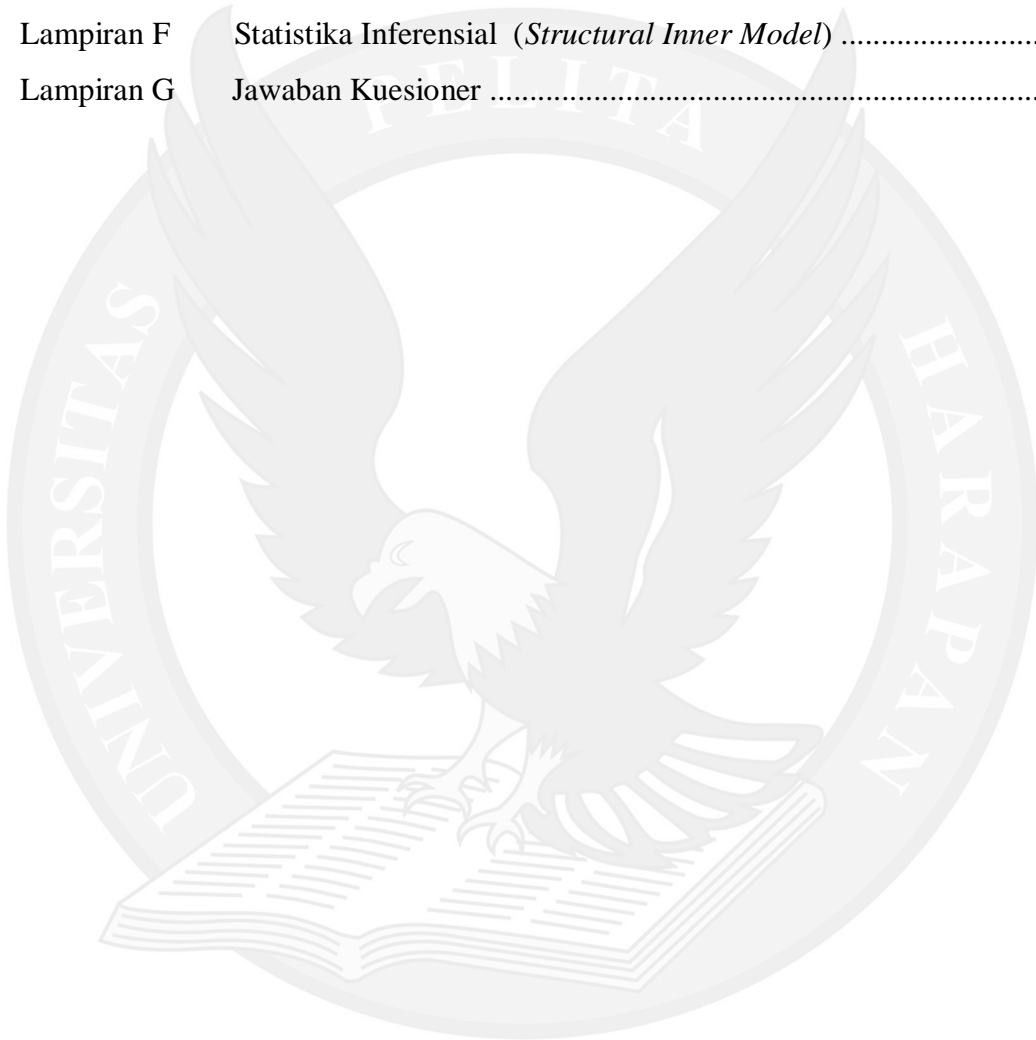 Lampiran F Statistika Inferensial (Structural Inner Model) ........................
Lampiran G Jawaban Kuesioner ....................................................................
UNIVERSITAS PELITA HARAPAN